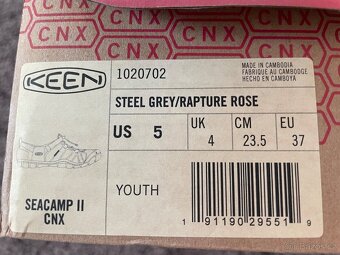 CNX CNX CNX
KEEN
1020702
MADE IN CAMBODIA
FABRIQUÉ AU CAMBODGE
HECHO EN CAMBOYA
STEEL GREY/RAPTURE ROSE
US 5 UK 4 CM 23.5 EU 37
YOUTH
SEACAMP II
CNX
1 91190 29551 9